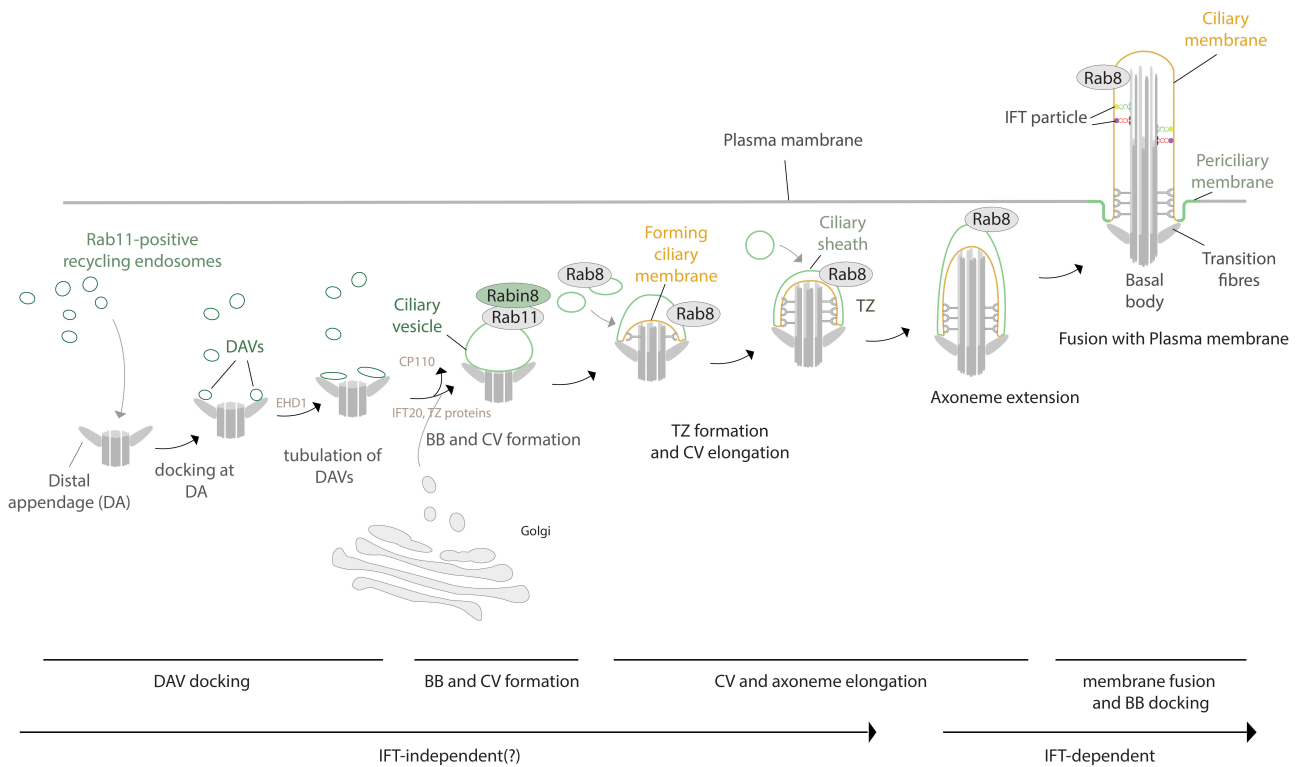 Ciliary
membrane
Rab8
IFT particle
Plasma mambrane
Periciliary
membrane
Rab11-positive
recycling endosomes
Ciliary
sheath
Rab8
Forming
ciliary
membrane
Rab8
Rab8
Transition
fibres
Basal
body
Ciliary
vesicle
Rabin8
Rab11
Rab8
TZ
Fusion with Plasma membrane
DAVs
CP110
EHD1
IFT20, TZ proteins
Axoneme extension
BB and CV formation
TZ formation
and CV elongation
tubulation of
DAVs
docking at
DA
Distal
appendage (DA)
Golgi
DAV docking
BB and CV formation
CV and axoneme elongation
membrane fusion
and BB docking
IFT-independent(?)
IFT-dependent